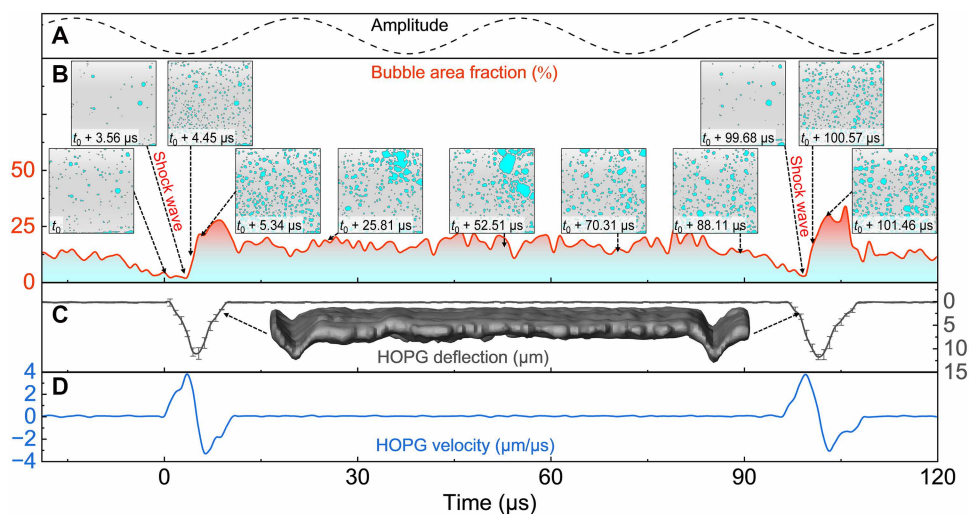 A
Amplitude
B
Bubble area fraction (%)
t0 + 3.56 μs
t0 + 4.45 μs
t0 + 99.68 μs
t0 + 100.57 μs
Shock wave
Shock wave
50
25
0
t0
t0 + 5.34 μs
t0 + 25.81 μs
t0 + 52.51 μs
t0 + 70.31 μs
t0 + 88.11 μs
t0 + 101.46 μs
C
HOPG deflection (μm)
0
5
10
15
D
4
2
0
−2
−4
HOPG velocity (μm/μs)
0
30
60
90
120
Time (μs)